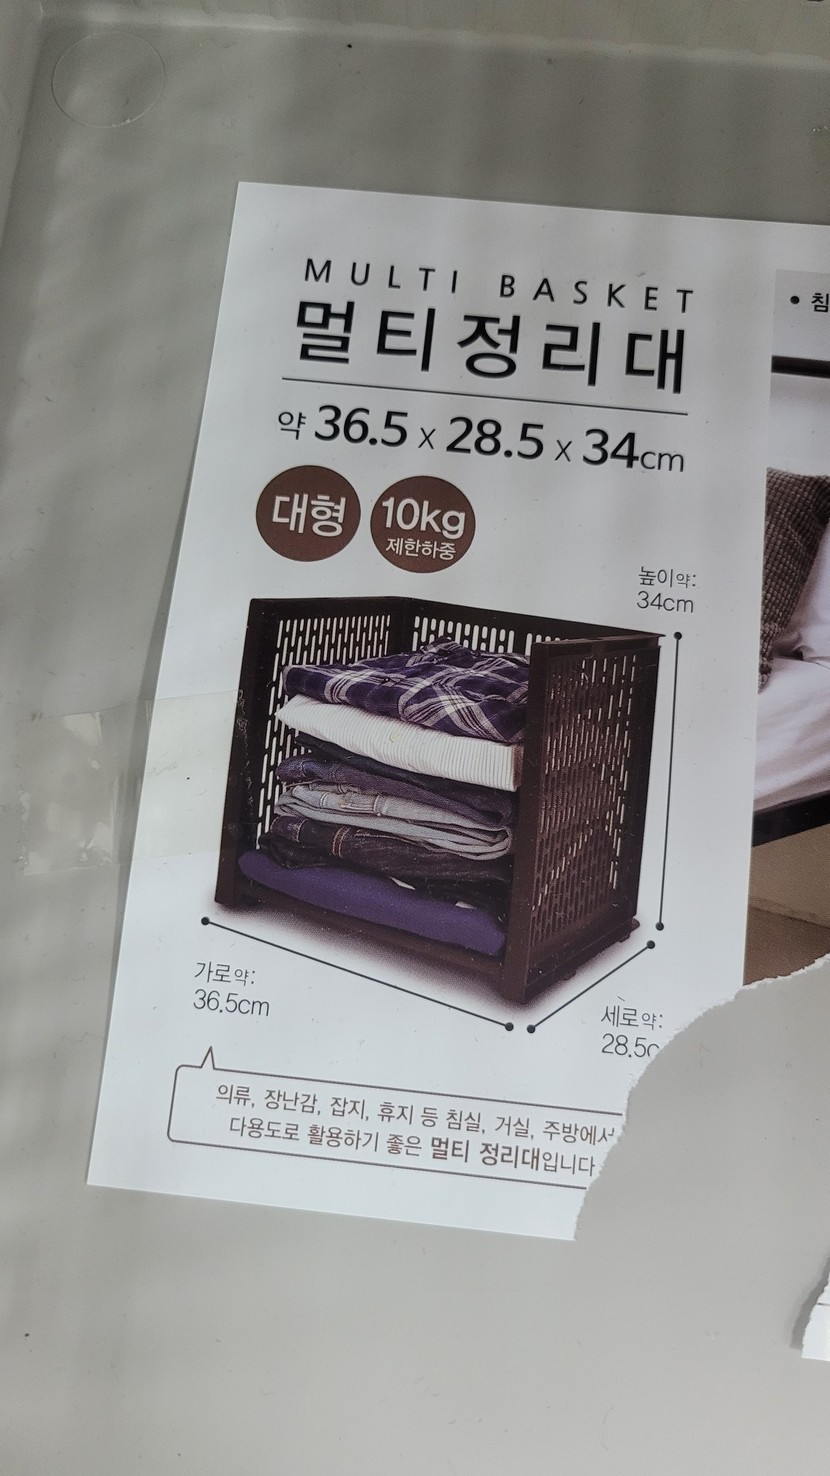 MULTI BASKET
멀티정리대
약 36.5 x 28.5 x 34cm
대형
10kg
제한하중
높이약:
34cm
가로약:
36.5cm
세로약:
28.5c
의류, 장난감, 잡지, 휴지 등 침실, 거실, 주방에서
다용도로 활용하기 좋은 멀티 정리대입니다
• 침